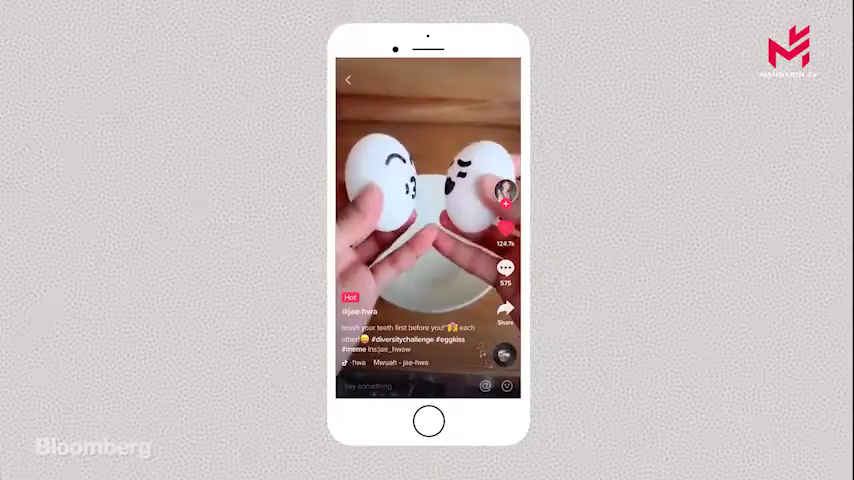 MANDARIN TV
Hot
124.7k
575
@jae-hwa
Share
brush your teeth first before you!" each
other! #diversitychallenge #eggkiss
#meme Ins:jae_hwaw
-hwa Mwuah - jae-hwa
Say something
Bloomberg